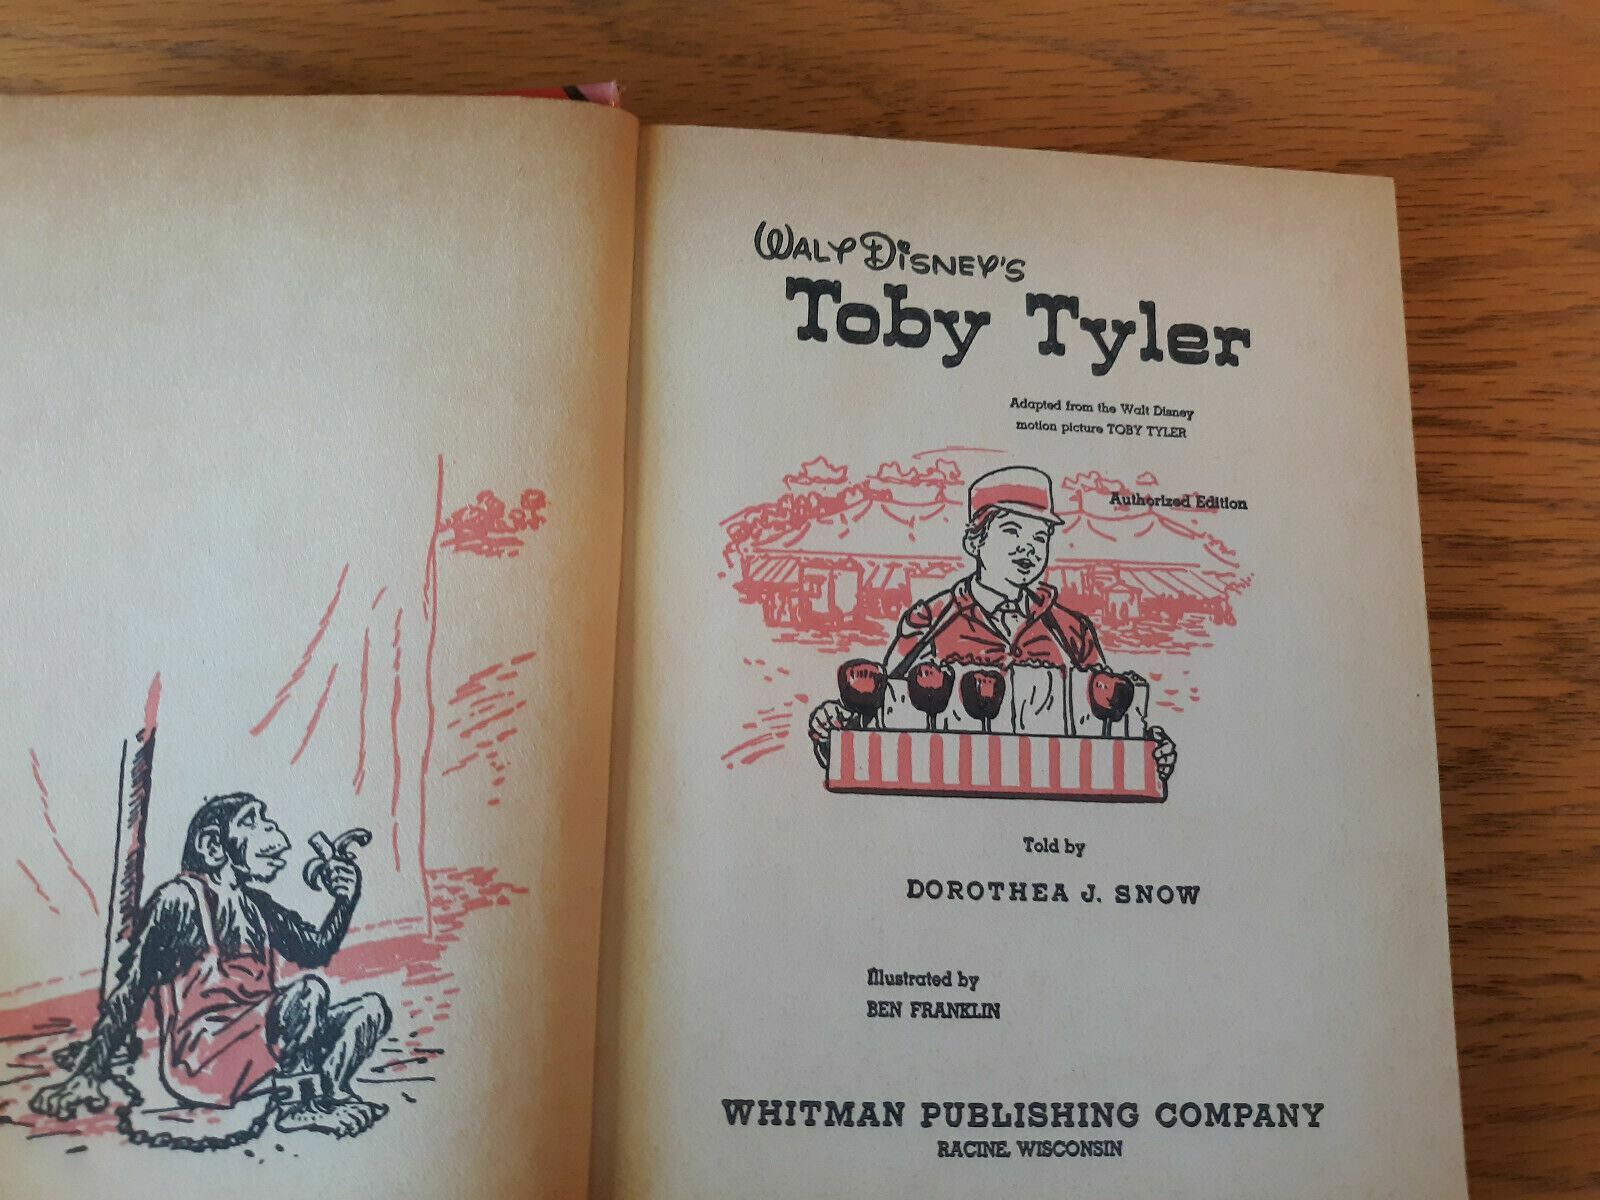 WALT DISNEY'S
Toby Tyler
Adapted from the Walt Disney
motion picture TOBY TYLER
Authorized Edition
Told by
DOROTHEA J. SNOW
Illustrated by
BEN FRANKLIN
WHITMAN PUBLISHING COMPANY
RACINE, WISCONSIN